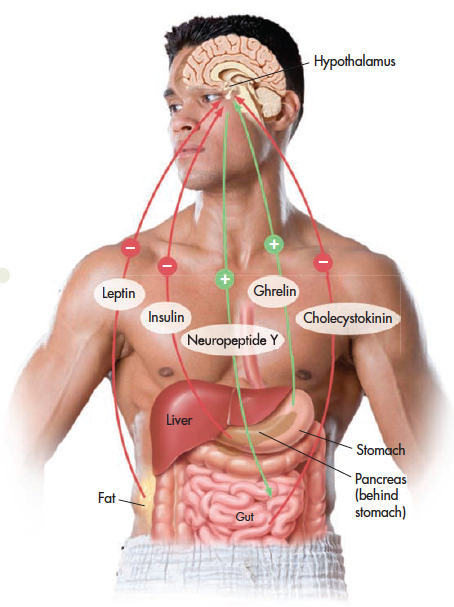 Hypothalamus
−
+
−
−
+
Leptin
Ghrelin
Insulin
Cholecystokinin
Neuropeptide Y
Liver
Stomach
Pancreas
(behind
stomach)
Fat
Gut